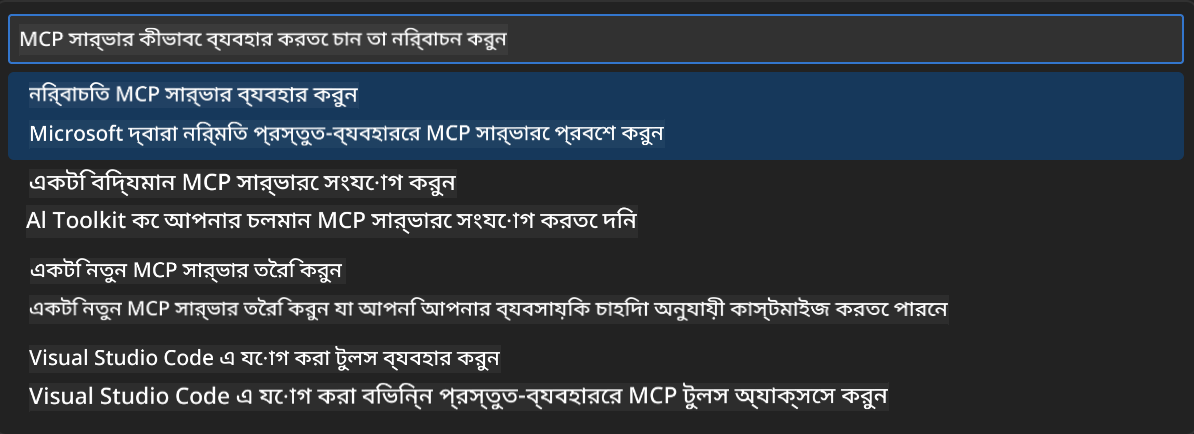 MCP সার্ভার কীভাবে ব্যবহার করতে চান তা নির্বাচন করুন
নির্বাচিত MCP সার্ভার ব্যবহার করুন
Microsoft দ্বারা নির্মিত প্রস্তুত-ব্যবহারের MCP সার্ভারে প্রবেশ করুন
একটি বিদ্যমান MCP সার্ভারে সংযোগ করুন
AI Toolkit কে আপনার চলমান MCP সার্ভারে সংযোগ করতে দিন
একটি নতুন MCP সার্ভার তৈরি করুন
একটি নতুন MCP সার্ভার তৈরি করুন যা আপনি আপনার ব্যবসায়িক চাহিদা অনুযায়ী কাস্টমাইজ করতে পারেন
Visual Studio Code এ যোগ করা টুলস ব্যবহার করুন
Visual Studio Code এ যোগ করা বিভিন্ন প্রস্তুত-ব্যবহারের MCP টুলস অ্যাক্সেস করুন